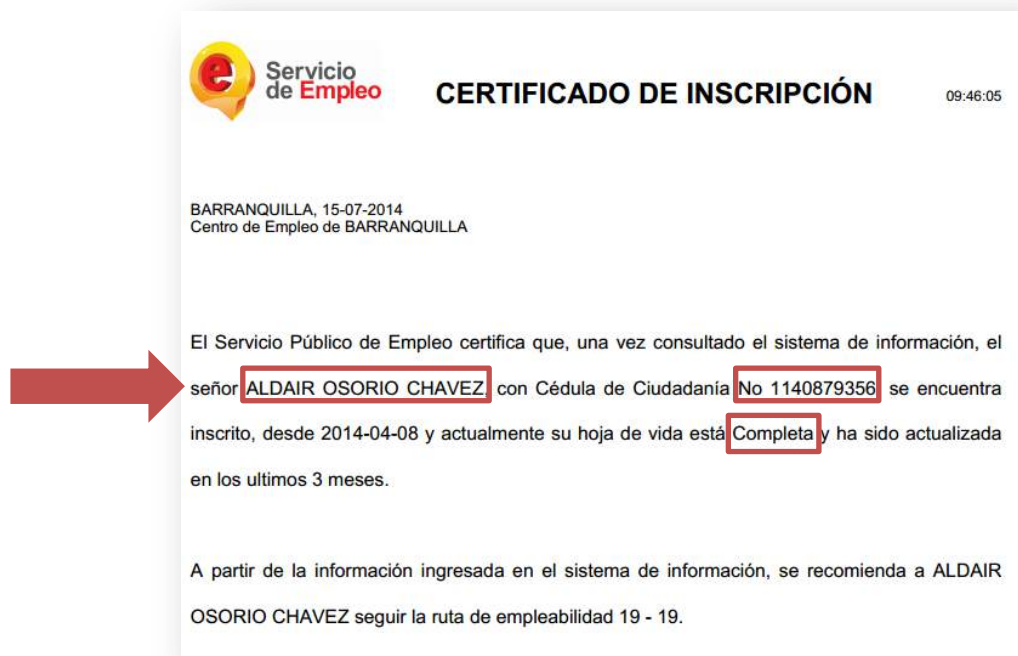 e Servicio
de Empleo
CERTIFICADO DE INSCRIPCIÓN
09:46:05
BARRANQUILLA, 15-07-2014
Centro de Empleo de BARRANQUILLA
El Servicio Público de Empleo certifica que, una vez consultado el sistema de información, el
señor ALDAIR OSORIO CHAVEZ, con Cédula de Ciudadanía No 1140879356 se encuentra
inscrito, desde 2014-04-08 y actualmente su hoja de vida está Completa y ha sido actualizada
en los ultimos 3 meses.
A partir de la información ingresada en el sistema de información, se recomienda a ALDAIR
OSORIO CHAVEZ seguir la ruta de empleabilidad 19 - 19.